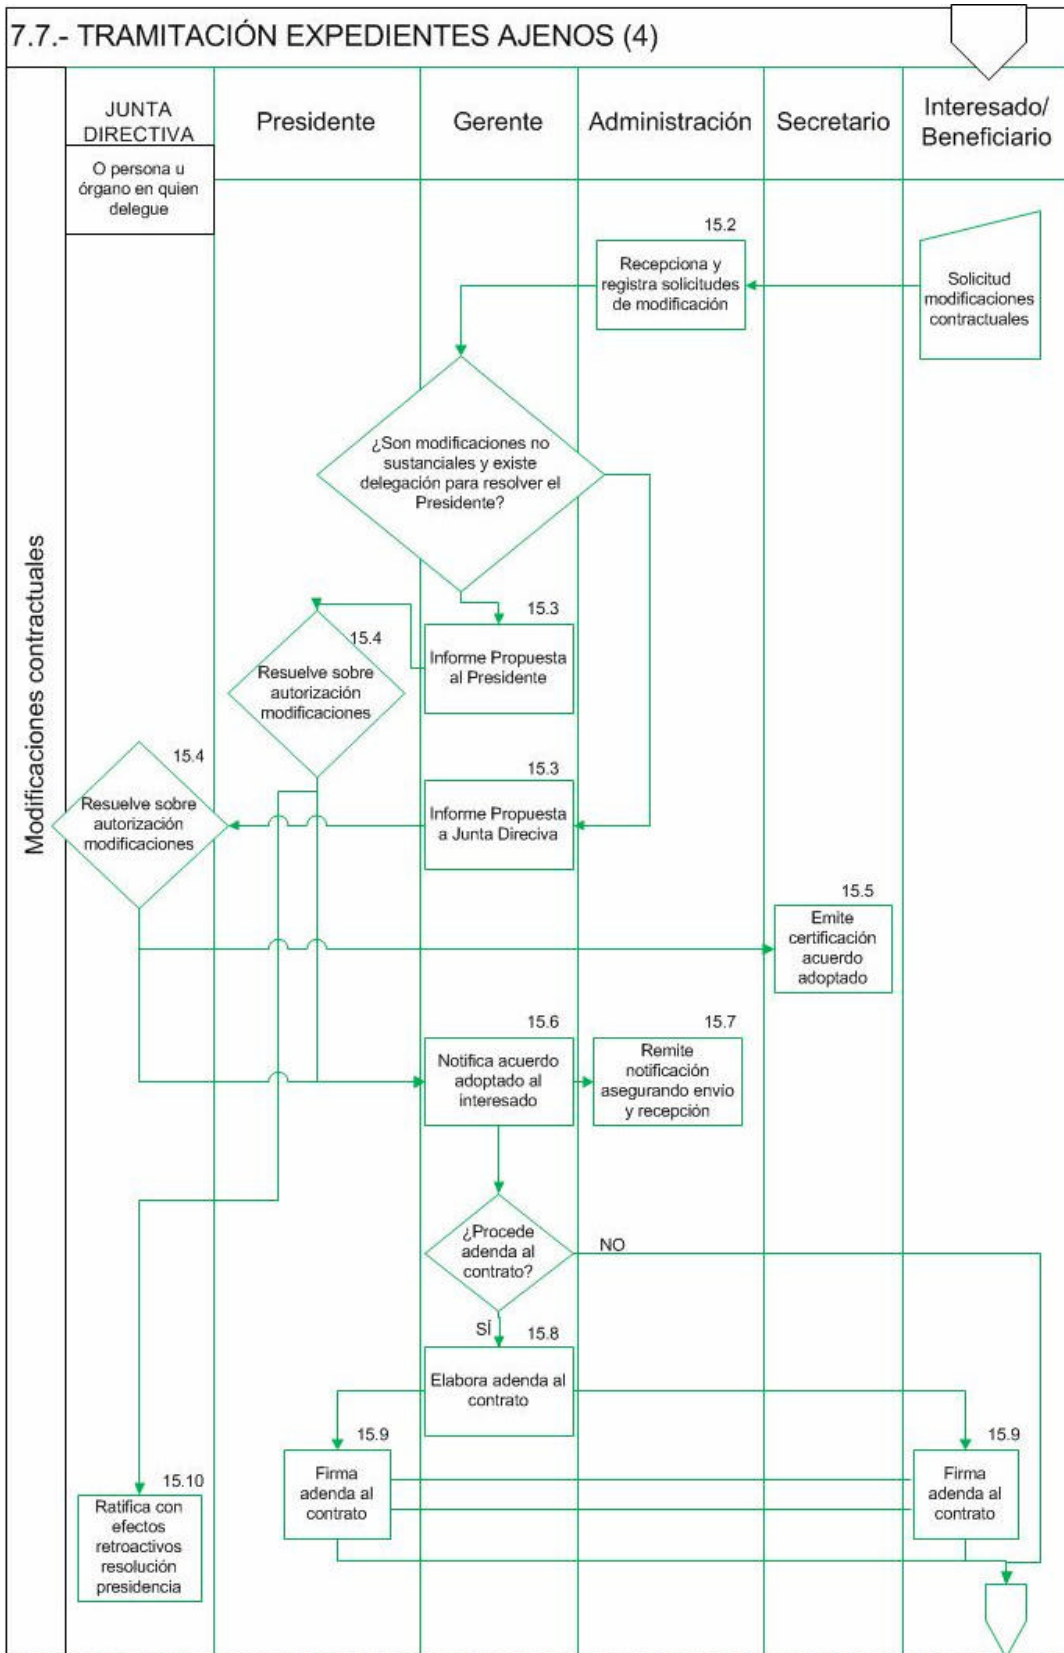 7.7.- TRAMITACIÓN EXPEDIENTES AJENOS (4)
JUNTA
DIRECTIVA
Presidente
Gerente
Administración
Secretario
Interesado/
Beneficiario
O persona u
órgano en quien
delegue
Modificaciones contractuales
15.2
Recepciona y
registra solicitudes
de modificación
Solicitud
modificaciones
contractuales
¿Son modificaciones no
sustanciales y existe
delegación para resolver el
Presidente?
15.3
Informe Propuesta
al Presidente
15.4
Resuelve sobre
autorización
modificaciones
15.4
Resuelve sobre
autorización
modificaciones
15.3
Informe Propuesta
a Junta Direciva
15.5
Emite
certificación
acuerdo
adoptado
15.6
Notifica acuerdo
adoptado al
interesado
15.7
Remite
notificación
asegurando envío
y recepción
¿Procede
adenda al
contrato?
NO
SÍ
15.8
Elabora adenda al
contrato
15.9
Firma
adenda al
contrato
15.9
Firma
adenda al
contrato
15.10
Ratifica con
efectos
retroactivos
resolución
presidencia